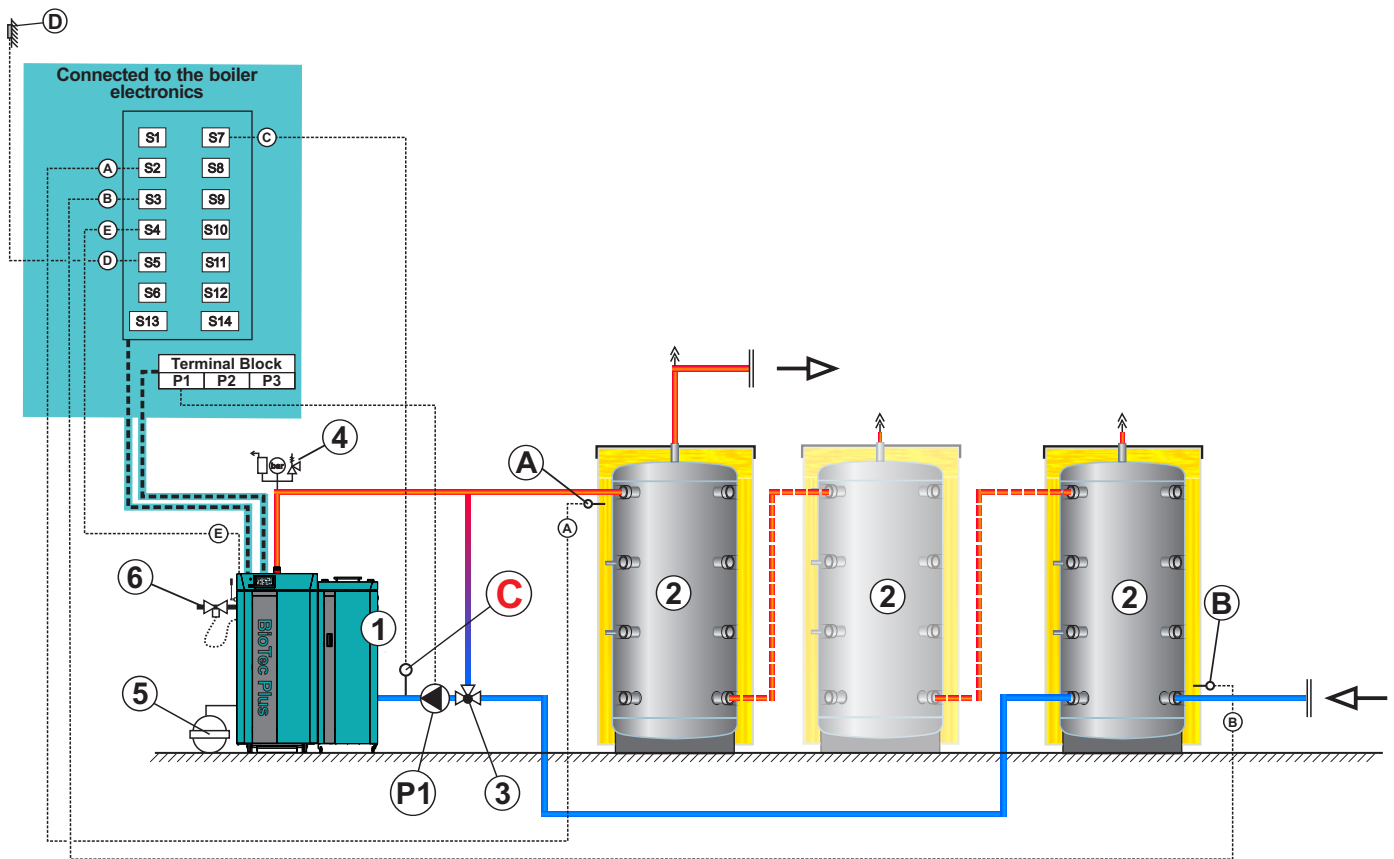 D
Connected to the boiler
electronics
S1 S7 C
A S2 S8
B S3 S9
E S4 S10
D S5 S11
S6 S12
S13 S14
Terminal Block
P1 P2 P3
bar 4
A
A
E
6
C
1
2 2 2
B
BioTec Plus
5
B
P1 3